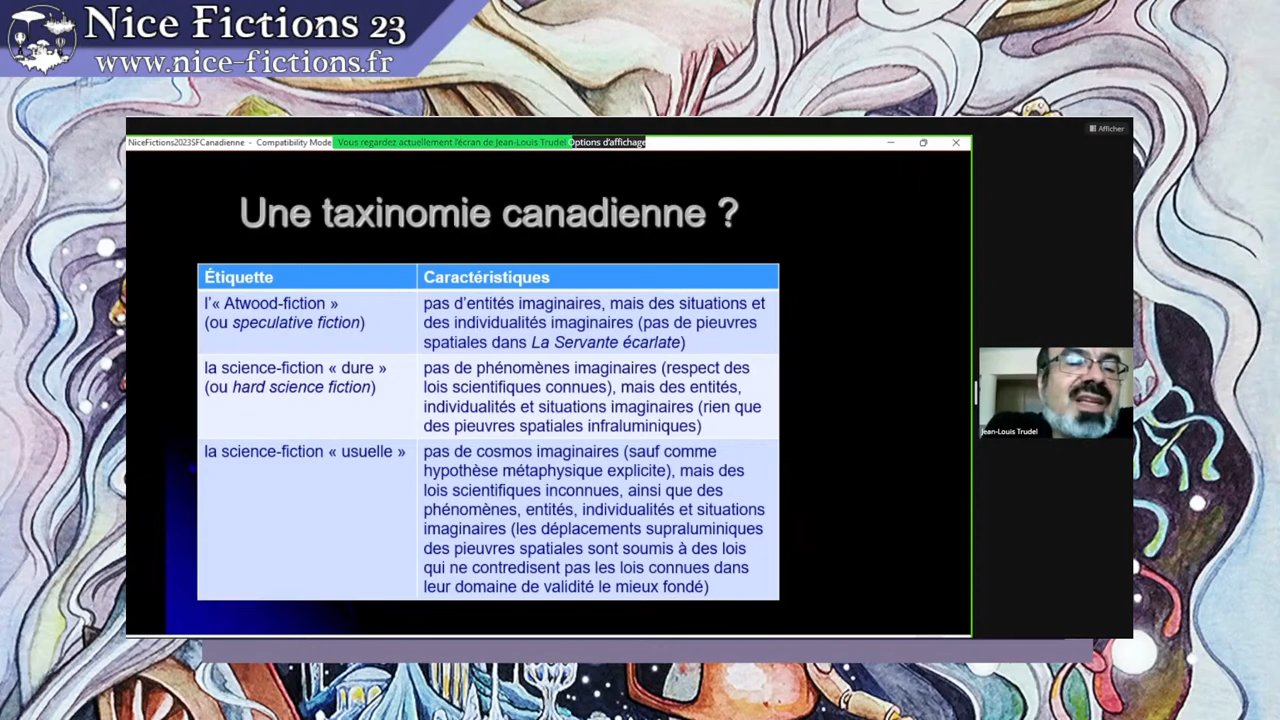 Nice Fictions 23
www.nice-fictions.fr
Afficher
NiceFictions2023SFCanadienne - Compatibility Mode
Vous regardez actuellement l'écran de Jean-Louis Trudel
Options d'affichage
Une taxinomie canadienne ?
Étiquette
Caractéristiques
l'« Atwood-fiction »
(ou speculative fiction)
pas d'entités imaginaires, mais des situations et
des individualités imaginaires (pas de pieuvres
spatiales dans La Servante écarlate)
la science-fiction « dure »
(ou hard science fiction)
pas de phénomènes imaginaires (respect des
lois scientifiques connues), mais des entités,
individualités et situations imaginaires (rien que
des pieuvres spatiales infraluminiques)
la science-fiction « usuelle »
pas de cosmos imaginaires (sauf comme
hypothèse métaphysique explicite), mais des
lois scientifiques inconnues, ainsi que des
phénomènes, entités, individualités et situations
imaginaires (les déplacements supraluminiques
des pieuvres spatiales sont soumis à des lois
qui ne contredisent pas les lois connues dans
leur domaine de validité le mieux fondé)
Jean-Louis Trudel